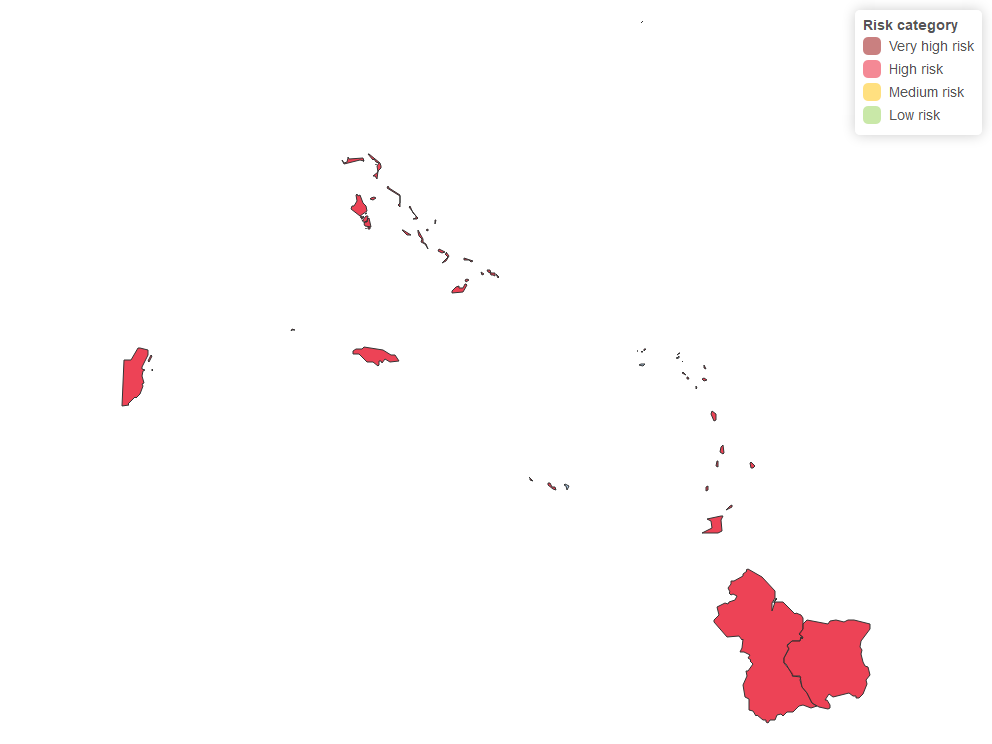 Risk category
Very high risk
High risk
Medium risk
Low risk